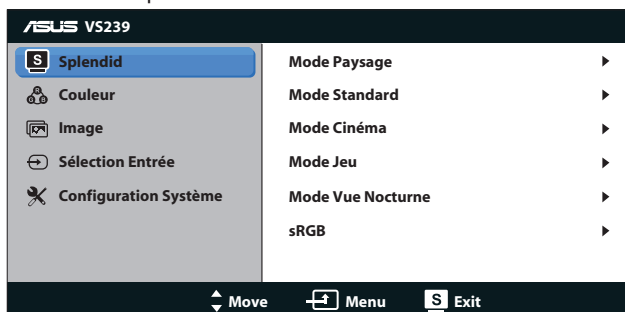 ASUS VS239
S Splendid
Couleur
Image
Sélection Entrée
Configuration Système
Mode Paysage
Mode Standard
Mode Cinéma
Mode Jeu
Mode Vue Nocturne
sRGB
Move Menu S Exit